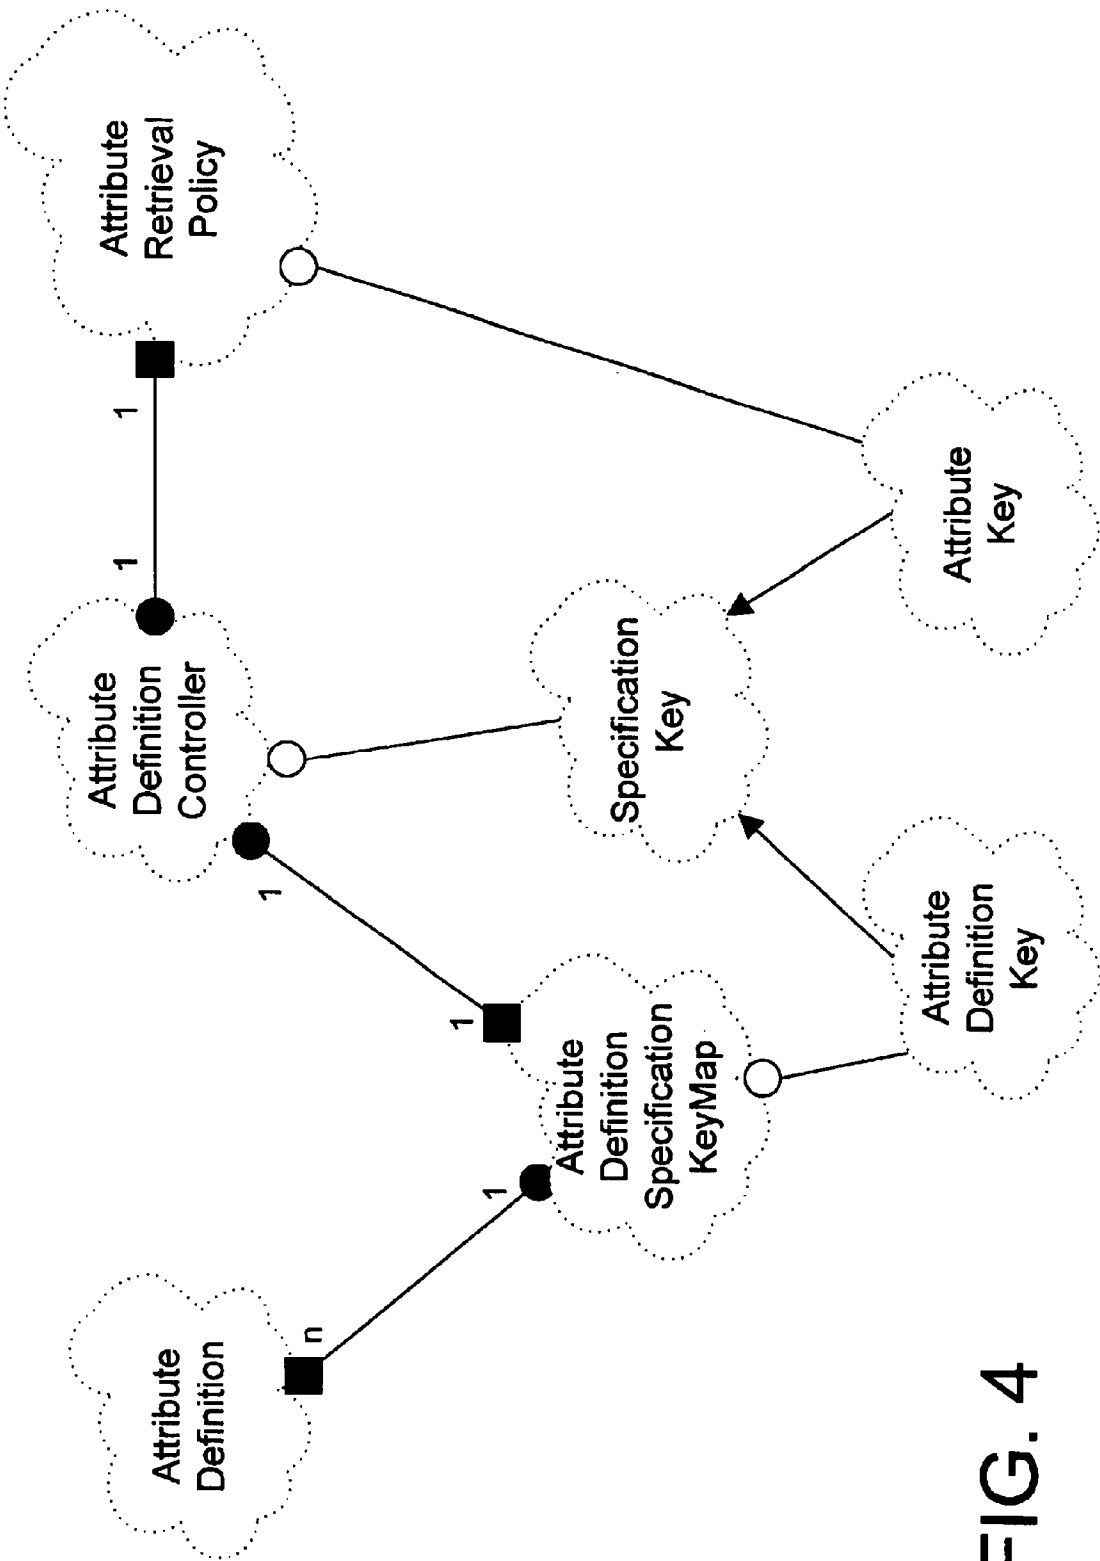 Attribute
Definition
n
1
Attribute
Definition
Specification
KeyMap
1
1
Attribute
Definition
Controller
1
1
Attribute
Retrieval
Policy
Specification
Key
Attribute
Definition
Key
Attribute
Key
FIG. 4